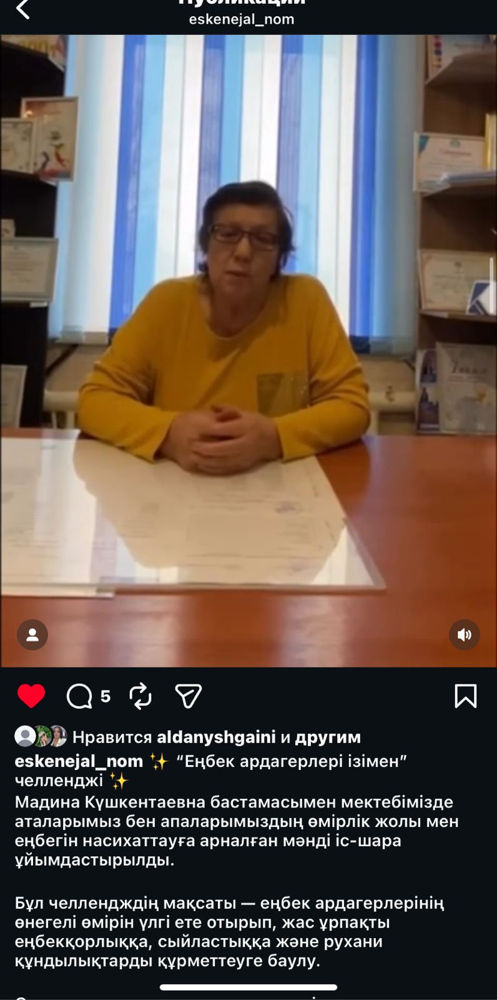 Публикации
eskenejal_nom
5
Нравится aldanyshgaini и другим
eskenejal_nom ✨ “Еңбек ардагерлері ізімен”
челленджі ✨
Мадина Күшкентаевна бастамасымен мектебімізде
аталарымыз бен апаларымыздың өмірлік жолы мен
еңбегін насихаттауға арналған мәнді іс-шара
ұйымдастырылды.
Бұл челлендждің мақсаты — еңбек ардагерлерінің
өнегелі өмірін үлгі ете отырып, жас ұрпақты
еңбекқорлыққа, сыйластыққа және рухани
құндылықтарды құрметтеуге баулу.